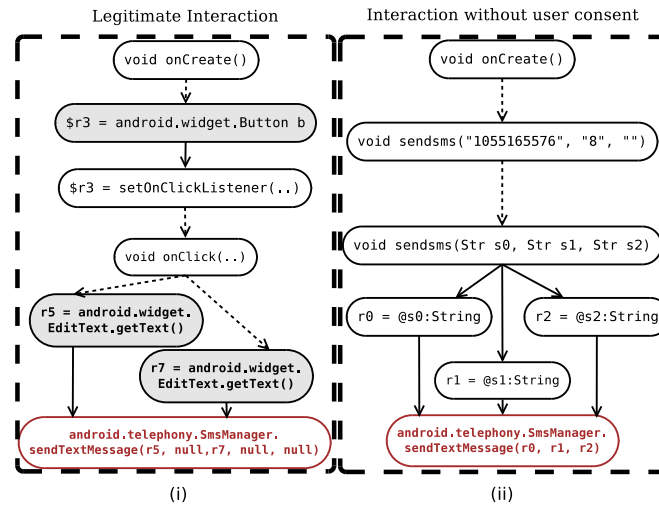 Legitimate Interaction
void onCreate()
$r3 = android.widget.Button b
$r3 = setOnClickListener(..)
void onClick(..)
r5 = android.widget.
EditText.getText()
r7 = android.widget.
EditText.getText()
android.telephony.SmsManager.
sendTextMessage(r5, null,r7, null, null)
(i)
Interaction without user consent
void onCreate()
void sendsms("1055165576", "8", "")
void sendsms(Str s0, Str s1, Str s2)
r0 = @s0:String
r2 = @s2:String
r1 = @s1:String
android.telephony.SmsManager.
sendTextMessage(r0, r1, r2)
(ii)